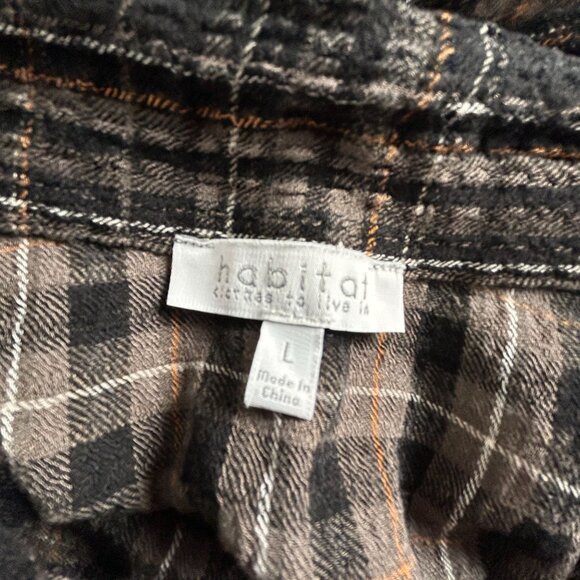 habitat
clothes to live in
L
Made in
China